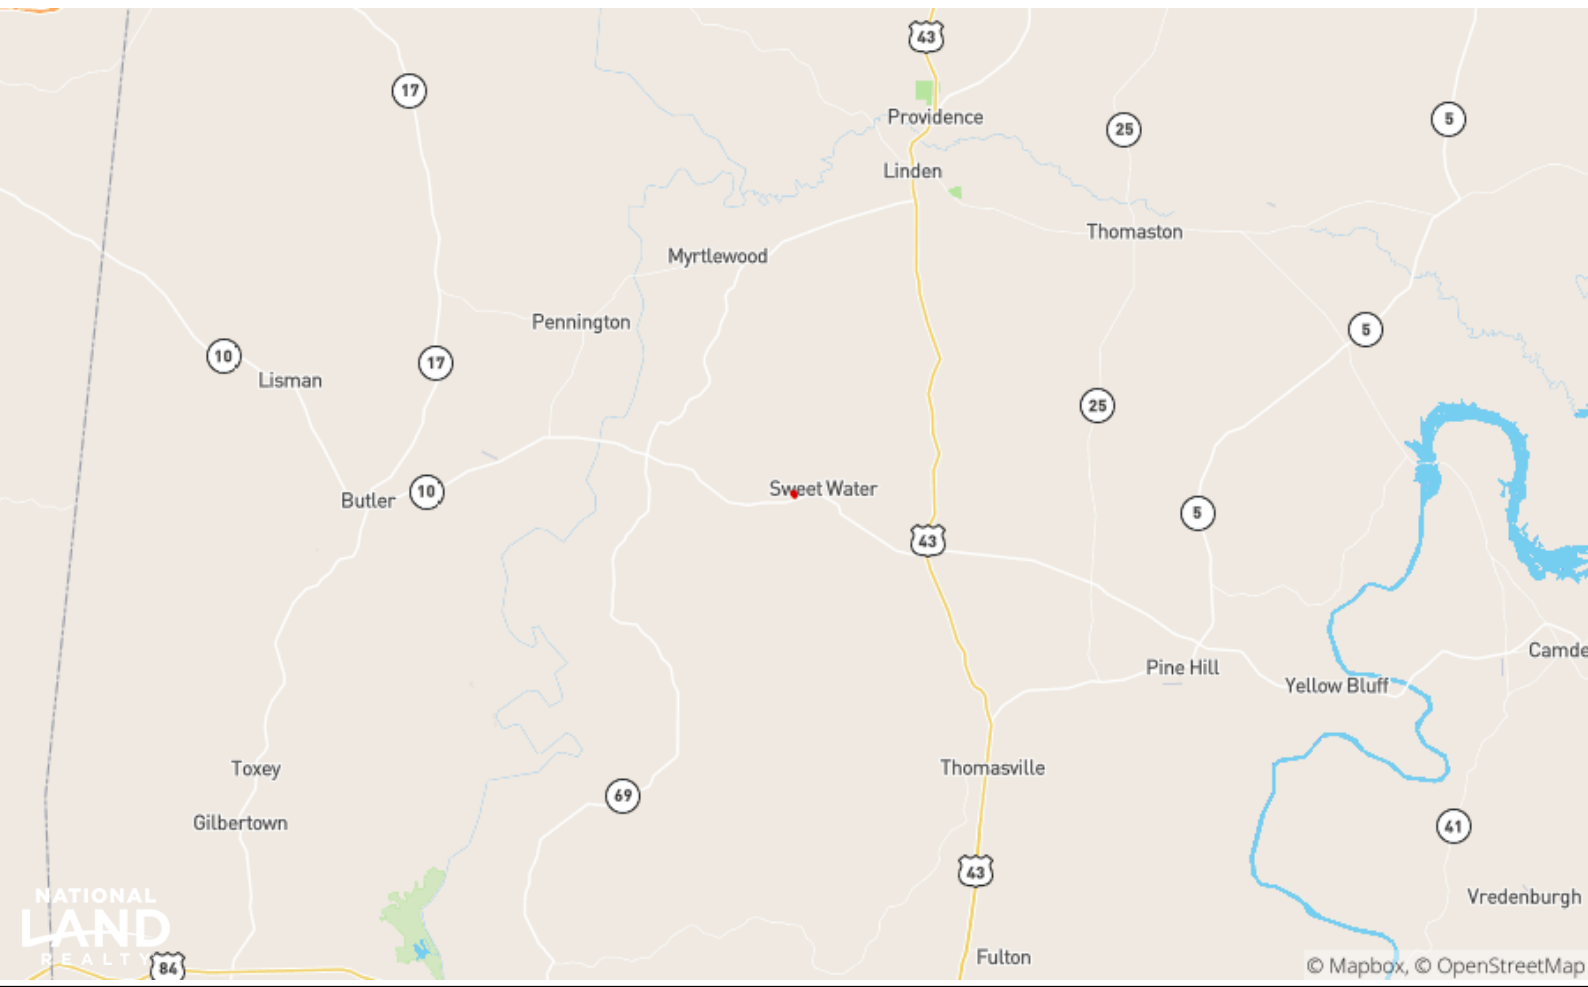 43
17
Providence
5
25
Linden
Thomaston
Myrtlewood
Pennington
5
10
17
Lisman
25
Sweet Water
Butler
10
5
43
Camde
Pine Hill
Yellow Bluff
Toxey
Thomasville
69
Gilbertown
41
43
NATIONAL
LAND
REALTY
Vredenburgh
Fulton
84
© Mapbox, © OpenStreetMap